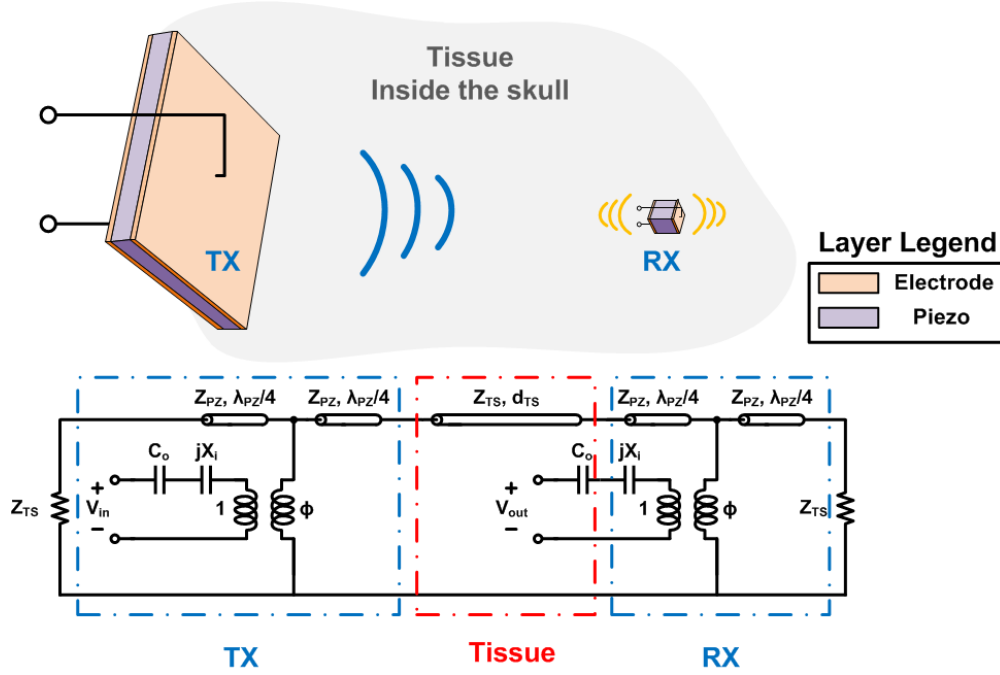 Tissue
Inside the skull
TX
RX
Layer Legend
Electrode
Piezo
Z_PZ, λ_PZ/4
Z_PZ, λ_PZ/4
Z_TS, d_TS
Z_PZ, λ_PZ/4
Z_PZ, λ_PZ/4
C_o
jX_i
C_o
jX_i
Z_TS
+
V_in
−
1
ϕ
+
V_out
−
1
ϕ
Z_TS
TX
Tissue
RX